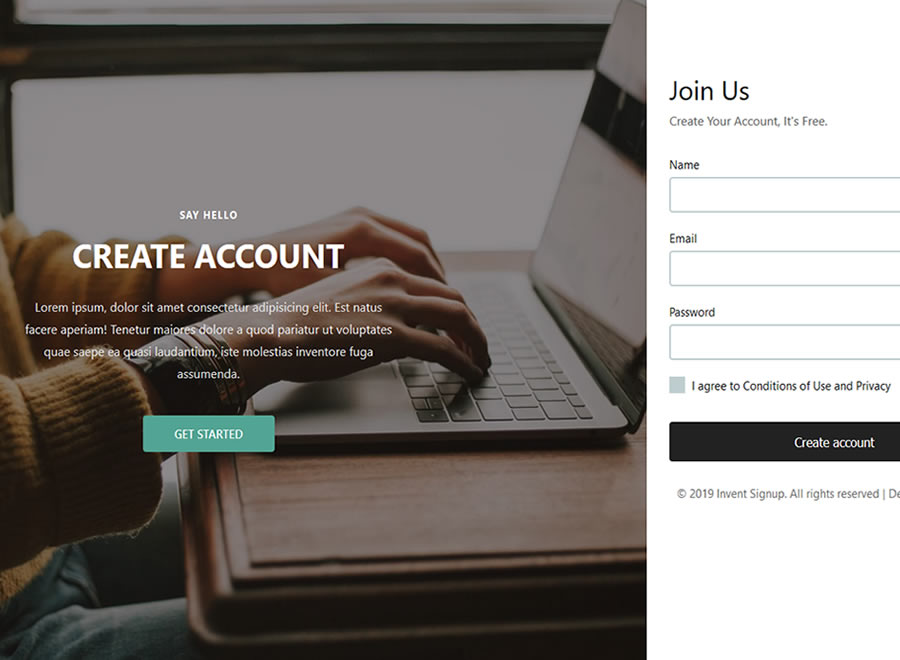 SAY HELLO
CREATE ACCOUNT
Lorem ipsum, dolor sit amet consectetur adipisicing elit. Est natus
facere aperiam! Tenetur maiores dolore a quod pariatur ut voluptates
quae saepe ea quasi laudantium, iste molestias inventore fuga
assumenda.
GET STARTED
Join Us
Create Your Account, It's Free.
Name
Email
Password
I agree to Conditions of Use and Privacy
Create account
© 2019 Invent Signup. All rights reserved | De